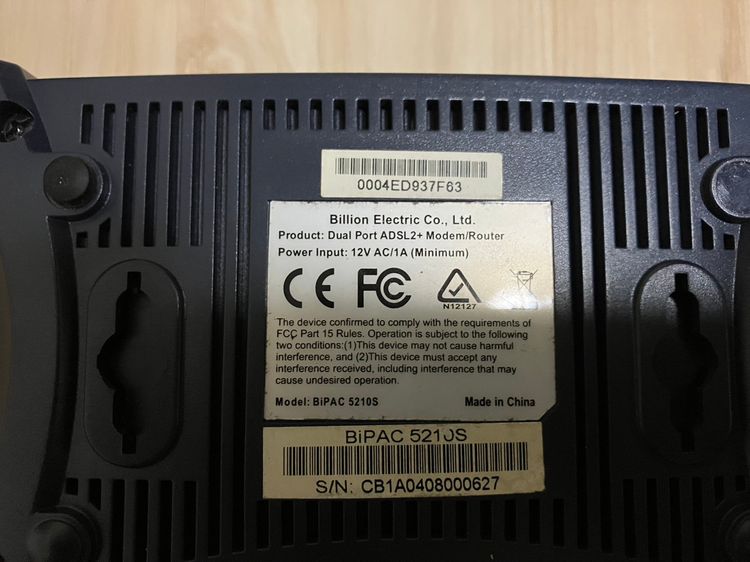 0004ED937F63
Billion Electric Co., Ltd.
Product: Dual Port ADSL2+ Modem/Router
Power Input: 12V AC/1A (Minimum)
CE FC N12127
The device confirmed to comply with the requirements of
FCC Part 15 Rules. Operation is subject to the following
two conditions:(1)This device may not cause harmful
interference, and (2)This device must accept any
interference received, including interference that may
cause undesired operation.
Model: BiPAC 5210S Made in China
BiPAC 5210S
S/N: CB1A0408000627